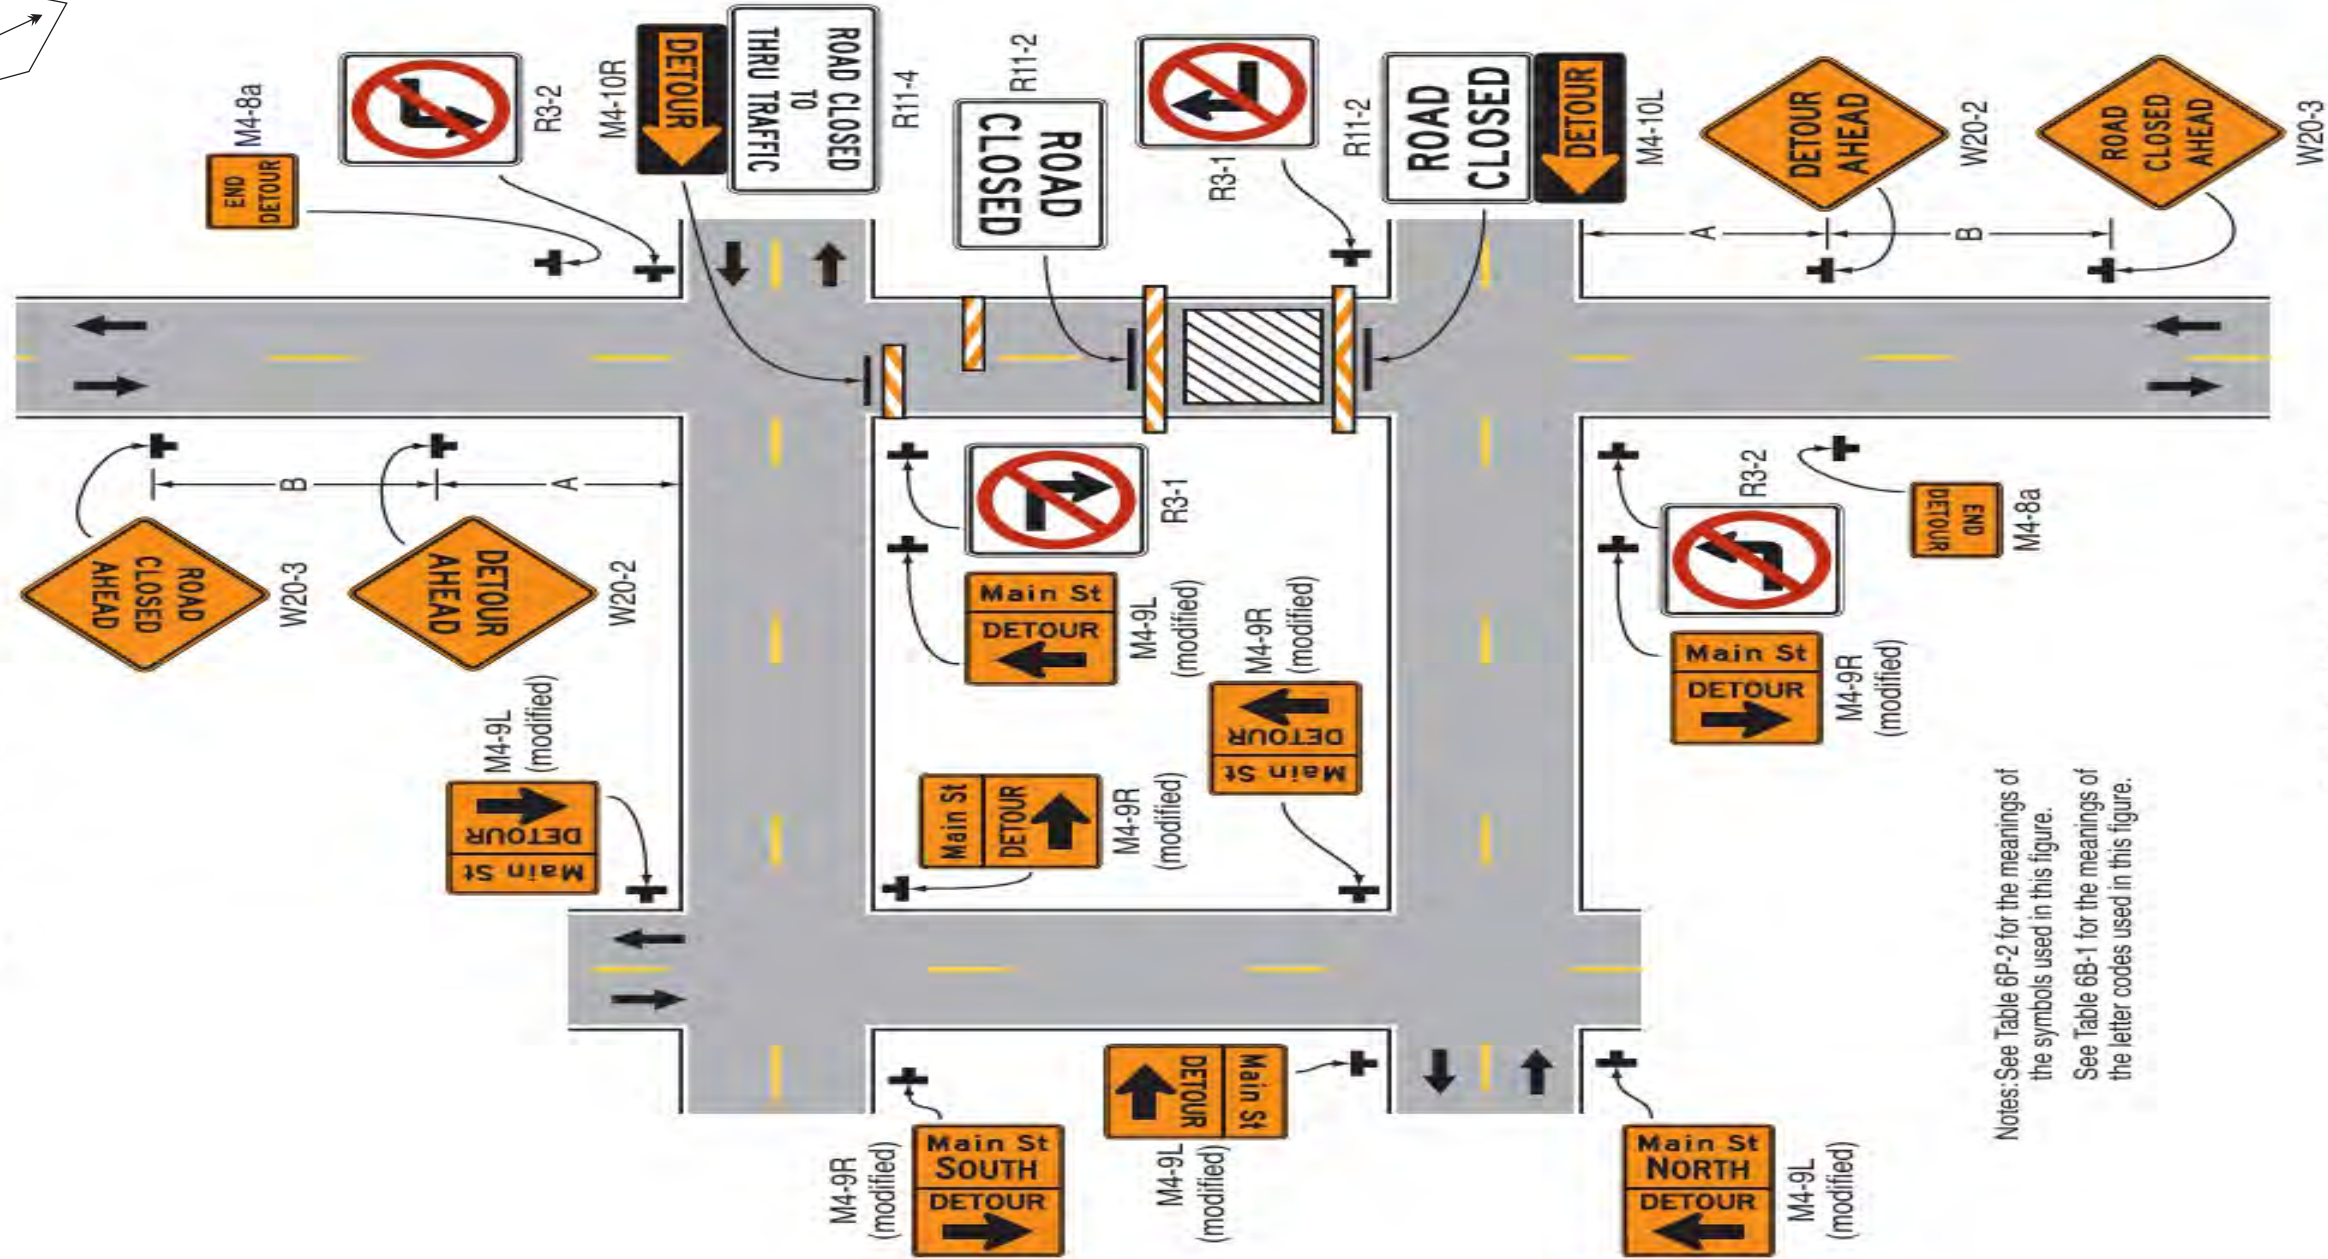 M4-8a
END
DETOUR
R3-2
M4-10R
DETOUR
ROAD CLOSED
TO
THRU TRAFFIC
R11-4
R11-2
ROAD
CLOSED
R3-1
R11-2
ROAD
CLOSED
DETOUR
M4-10L
DETOUR
AHEAD
W20-2
ROAD
CLOSED
AHEAD
W20-3
A
B
B
A
ROAD
CLOSED
AHEAD
W20-3
DETOUR
AHEAD
W20-2
R3-1
Main St
DETOUR
M4-9L
(modified)
M4-9R
(modified)
Main St
DETOUR
R3-2
END
DETOUR
M4-8a
Main St
DETOUR
M4-9R
(modified)
M4-9L
(modified)
Main St
DETOUR
Main St
DETOUR
M4-9R
(modified)
M4-9R
(modified)
Main St
SOUTH
DETOUR
Main St
DETOUR
M4-9L
(modified)
Main St
NORTH
DETOUR
M4-9L
(modified)
Notes: See Table 6P-2 for the meanings of
the symbols used in this figure.
See Table 6B-1 for the meanings of
the letter codes used in this figure.